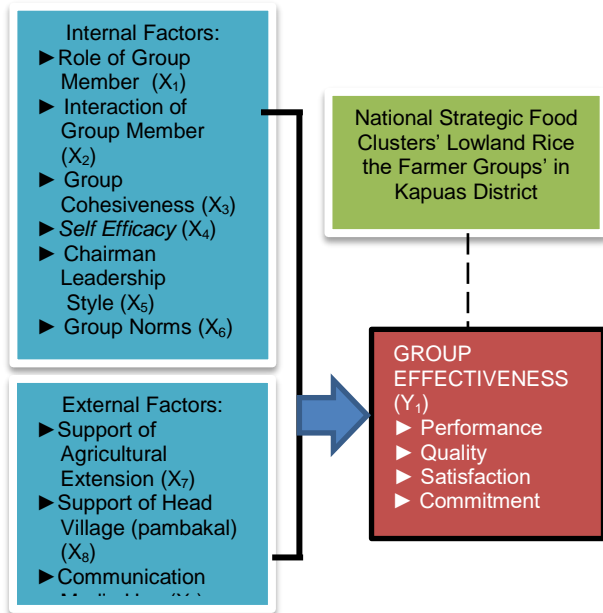 Internal Factors:
►Role of Group
Member (X₁)
► Interaction of
Group Member
(X₂)
► Group
Cohesiveness (X₃)
►Self Efficacy (X₄)
► Chairman
Leadership
Style (X₅)
► Group Norms (X₆)
External Factors:
►Support of
Agricultural
Extension (X₇)
►Support of Head
Village (pambakal)
(X₈)
►Communication
National Strategic Food
Clusters’ Lowland Rice
the Farmer Groups’ in
Kapuas District
GROUP
EFFECTIVENESS
(Y₁)
► Performance
► Quality
► Satisfaction
► Commitment